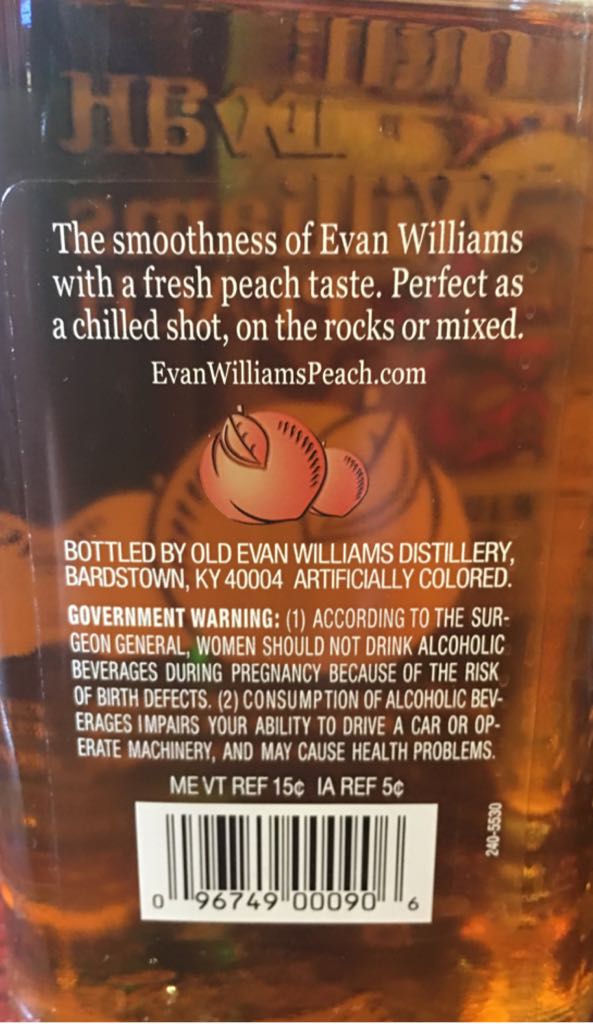 The smoothness of Evan Williams
with a fresh peach taste. Perfect as
a chilled shot, on the rocks or mixed.
EvanWilliamsPeach.com
BOTTLED BY OLD EVAN WILLIAMS DISTILLERY,
BARDSTOWN, KY 40004 ARTIFICIALLY COLORED.
GOVERNMENT WARNING: (1) ACCORDING TO THE SUR-
GEON GENERAL, WOMEN SHOULD NOT DRINK ALCOHOLIC
BEVERAGES DURING PREGNANCY BECAUSE OF THE RISK
OF BIRTH DEFECTS. (2) CONSUMPTION OF ALCOHOLIC BEV-
ERAGES IMPAIRS YOUR ABILITY TO DRIVE A CAR OR OP-
ERATE MACHINERY, AND MAY CAUSE HEALTH PROBLEMS.
ME VT REF 15¢ IA REF 5¢
240-5530
0 96749 00090 6